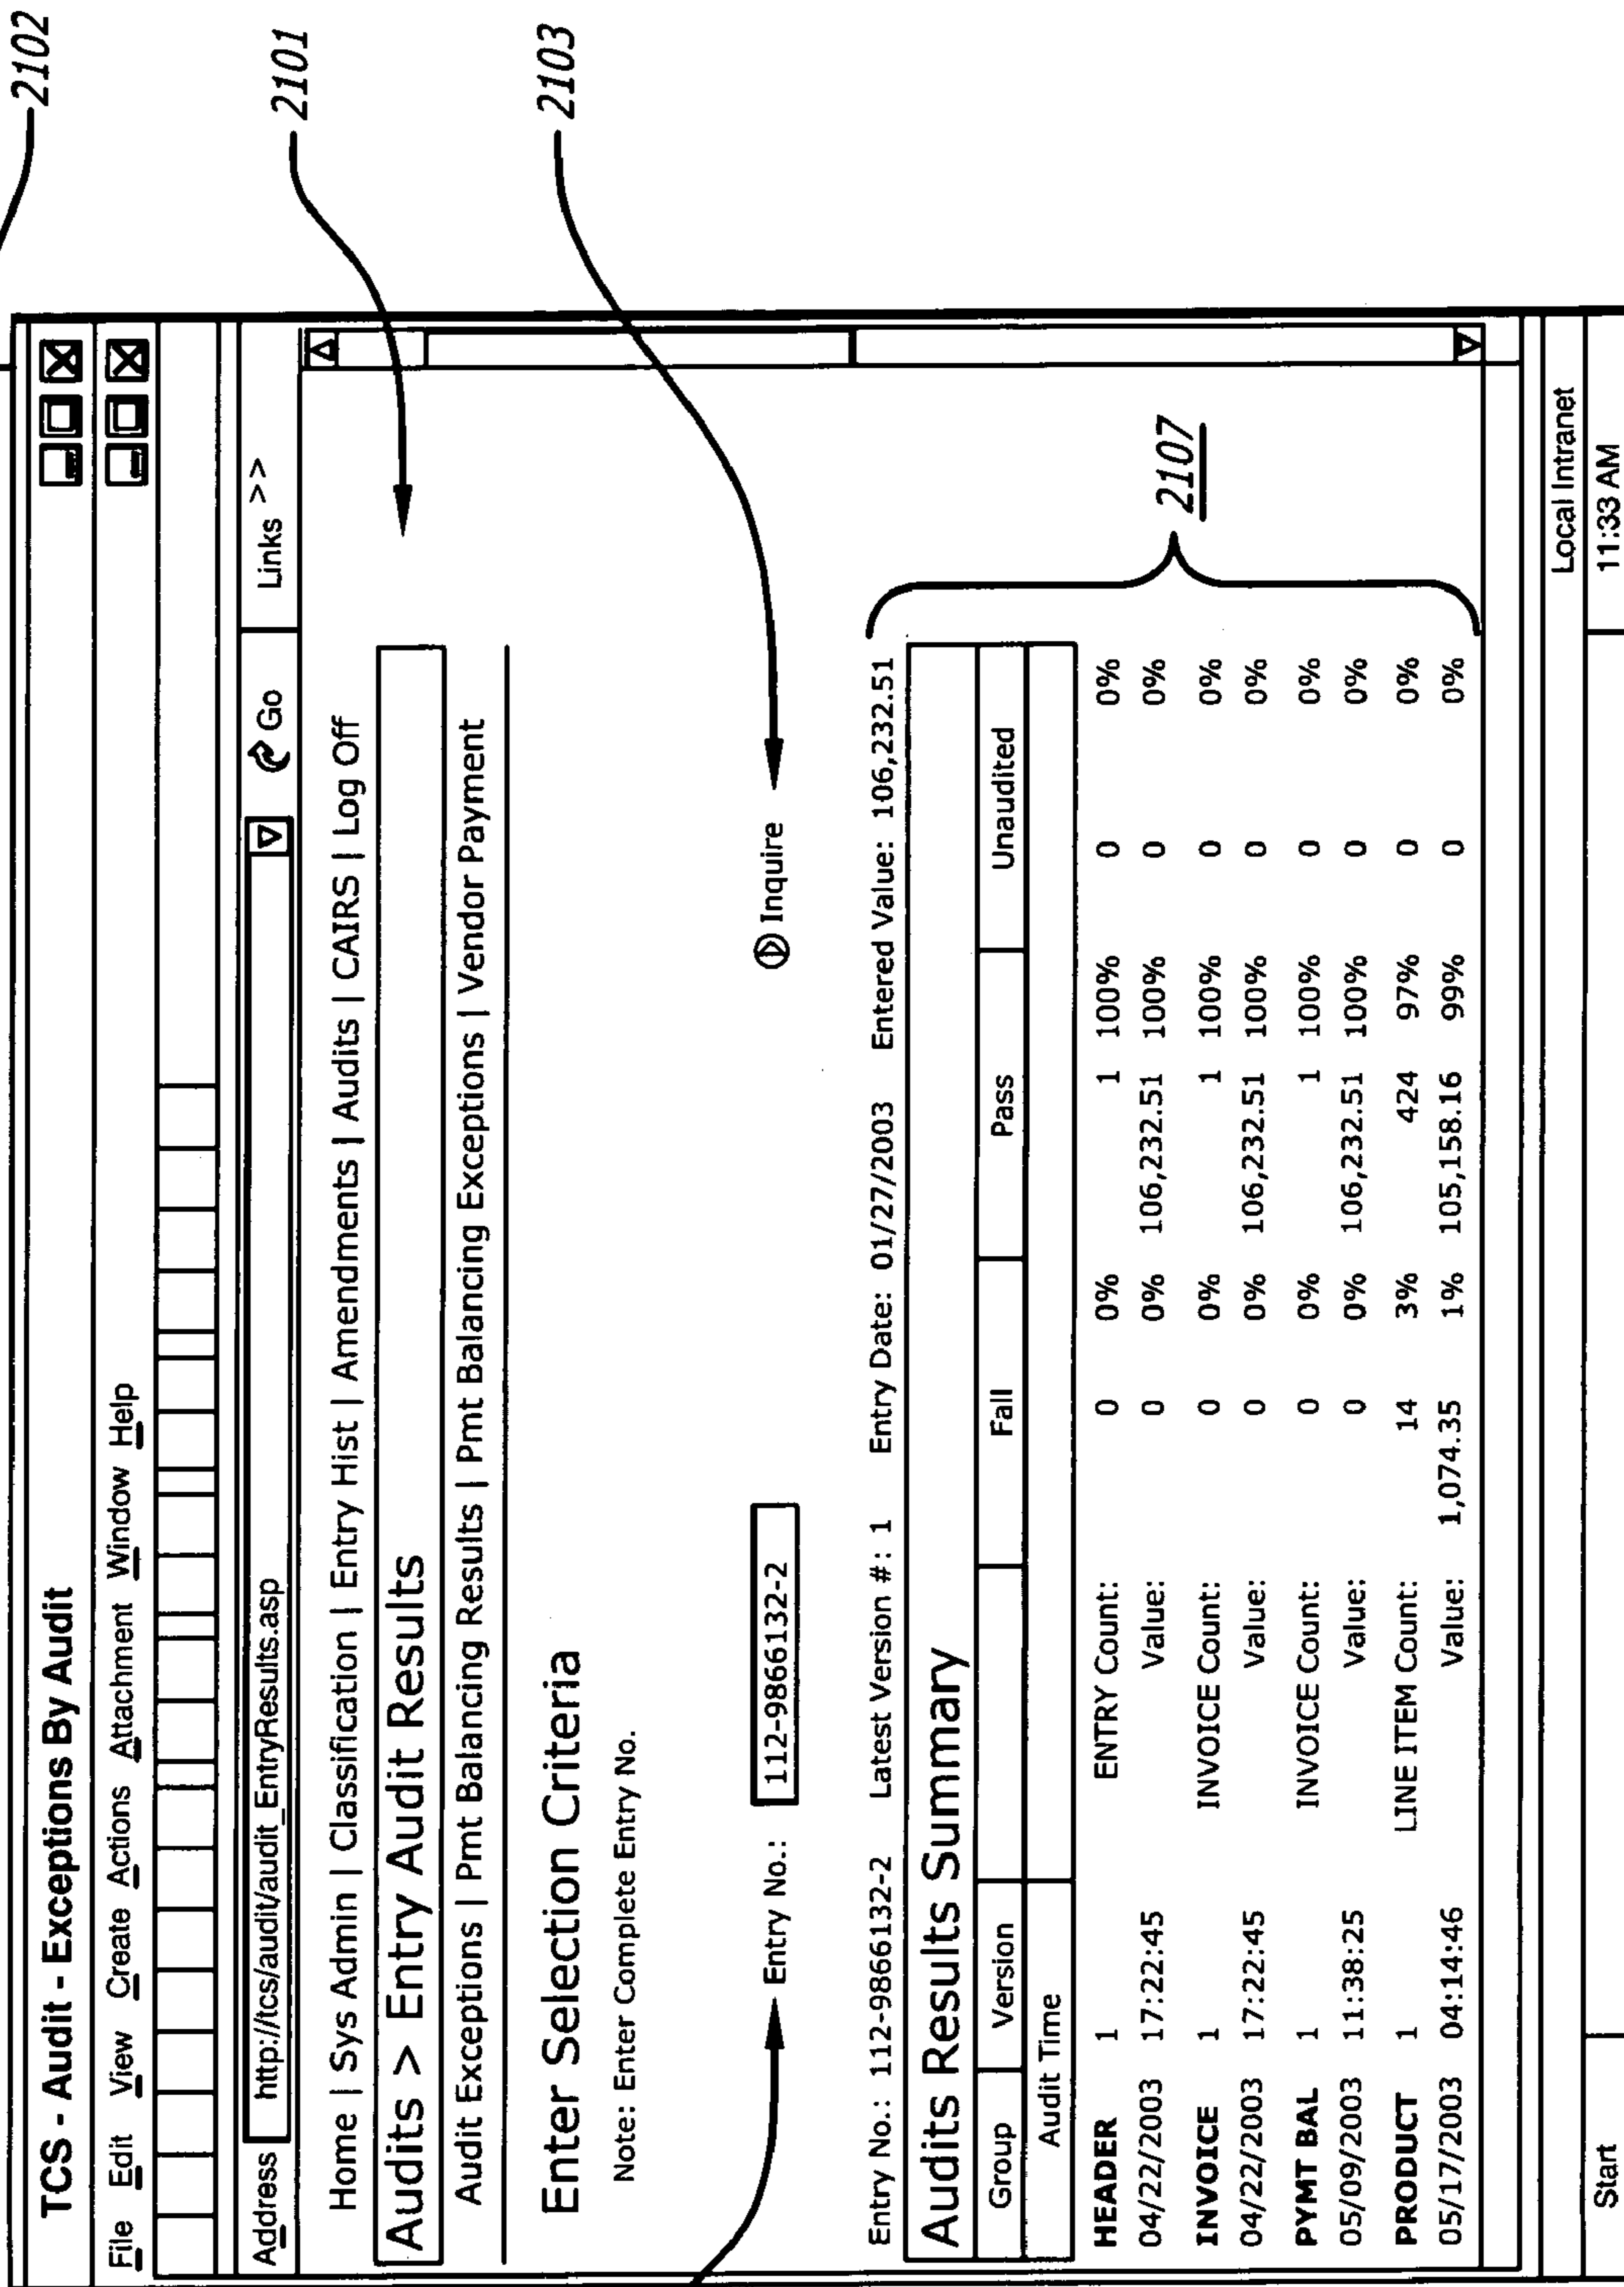 2102
TCS - Audit - Exceptions By Audit
File Edit View Create Actions Attachment Window Help
Address http://tcs/audit/audit_EntryResults.asp Go Links >>
2101
Home | Sys Admin | Classification | Entry Hist | Amendments | Audits | CAIRS | Log Off
Audits > Entry Audit Results
Audit Exceptions | Pmt Balancing Results | Pmt Balancing Exceptions | Vendor Payment
Enter Selection Criteria
2103
Note: Enter Complete Entry No.
Entry No.: 112-9866132-2 Inquire
Entry No.: 112-9866132-2 Latest Version #: 1 Entry Date: 01/27/2003 Entered Value: 106,232.51
Audits Results Summary
Group Version Fail Pass Unaudited
Audit Time
HEADER 1 ENTRY Count: 0 0% 1 100% 0 0%
04/22/2003 17:22:45 Value: 0 0% 106,232.51 100% 0 0%
2107
INVOICE 1 INVOICE Count: 0 0% 1 100% 0 0%
04/22/2003 17:22:45 Value: 0 0% 106,232.51 100% 0 0%
PYMT BAL 1 INVOICE Count: 0 0% 1 100% 0 0%
05/09/2003 11:38:25 Value: 0 0% 106,232.51 100% 0 0%
PRODUCT 1 LINE ITEM Count: 14 3% 424 97% 0 0%
05/17/2003 04:14:46 Value: 1,074.35 1% 105,158.16 99% 0 0%
Local Intranet
Start 11:33 AM